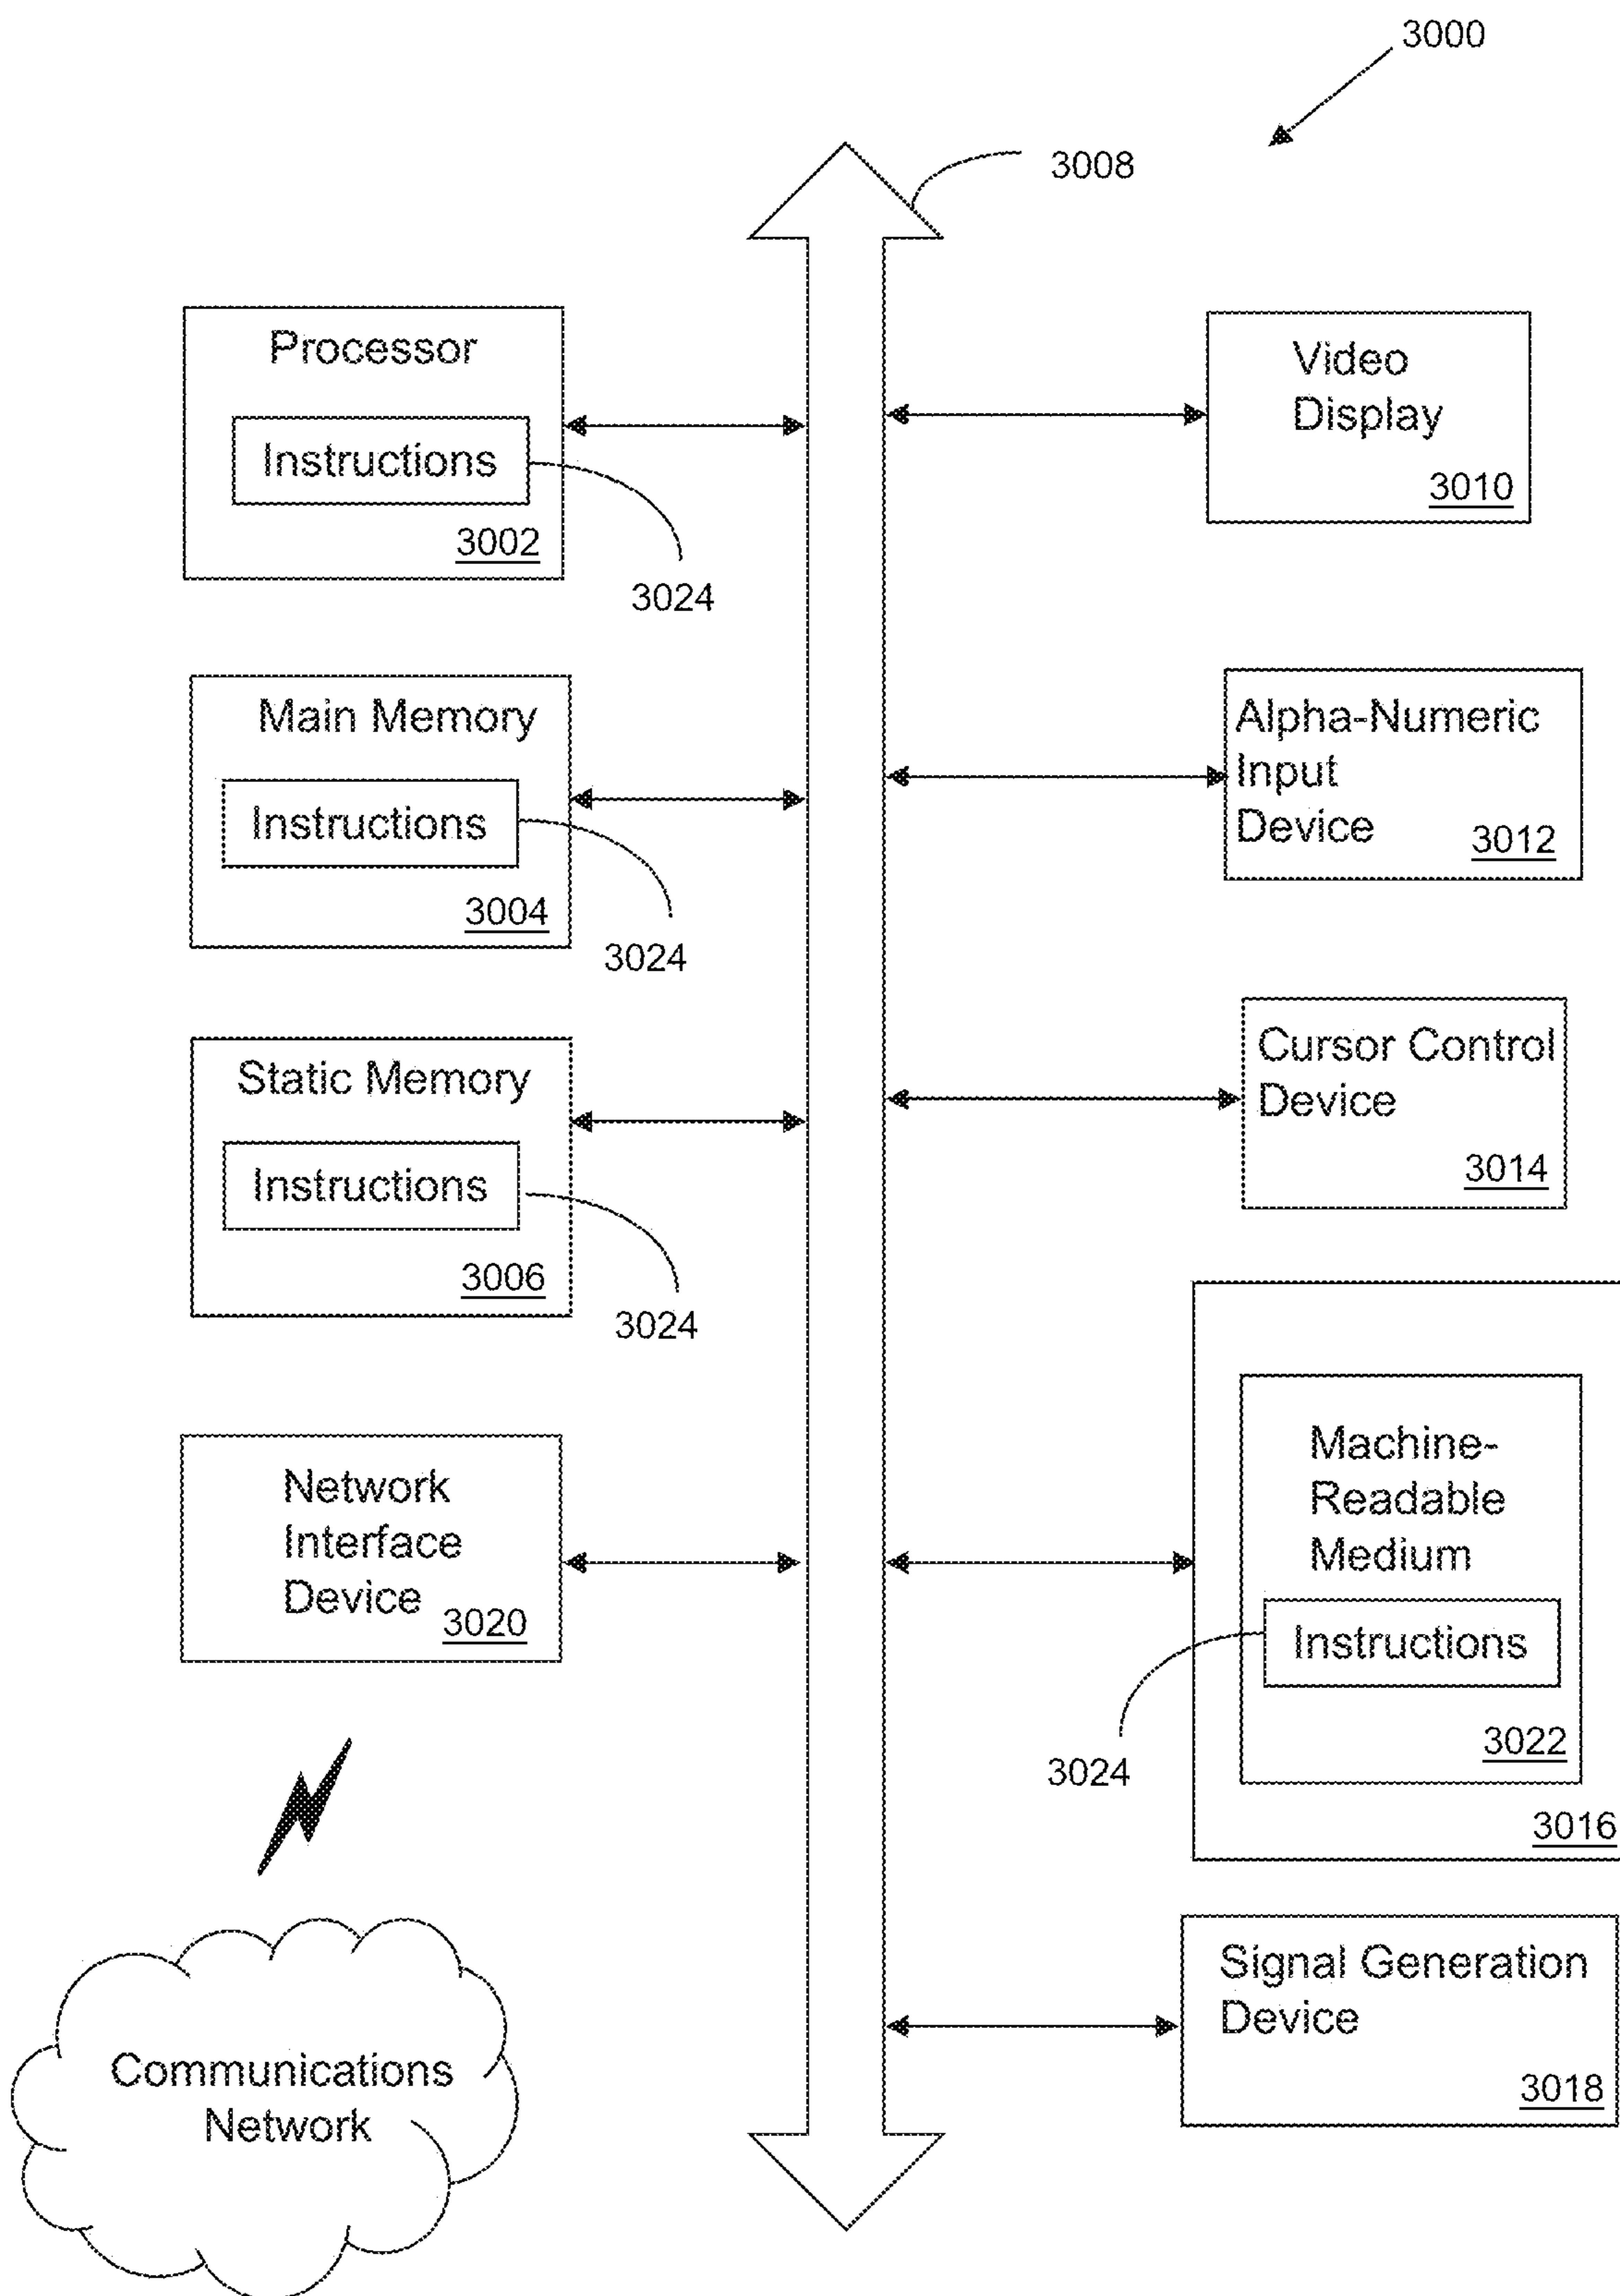 3000
3008
Processor
Instructions
3002
3024
Video
Display
3010
Main Memory
Instructions
3004
3024
Alpha-Numeric
Input
Device
3012
Static Memory
Instructions
3006
3024
Cursor Control
Device
3014
Network
Interface
Device
3020
Machine-
Readable
Medium
Instructions
3022
3024
3016
Communications
Network
Signal Generation
Device
3018